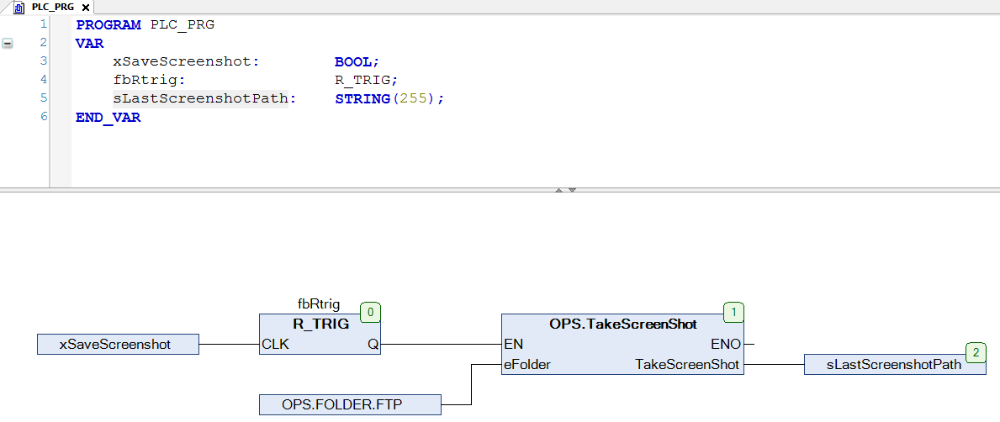 PLC_PRG
1 PROGRAM PLC_PRG
2 VAR
3 xSaveScreenshot: BOOL;
4 fbRtrig: R_TRIG;
5 sLastScreenshotPath: STRING(255);
6 END_VAR
fbRtrig
0
1
R_TRIG
OPS.TakeScreenShot
xSaveScreenshot
CLK Q
EN ENO
2
eFolder TakeScreenShot
sLastScreenshotPath
OPS.FOLDER.FTP